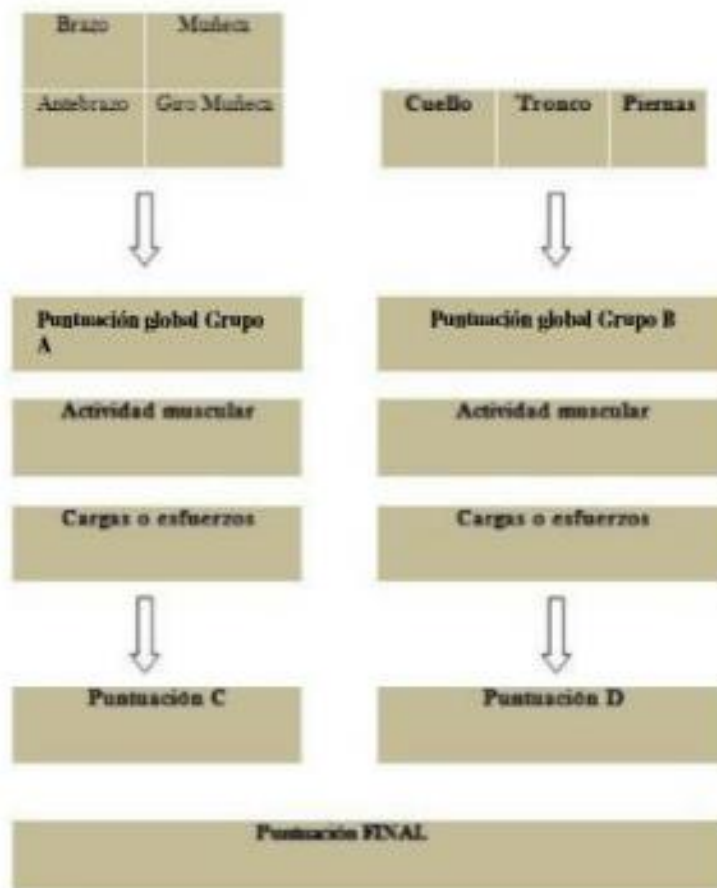 Brazo Muñeca
Antebrazo Giro Muñeca
Cuello Tronco Piernas
Puntuación global Grupo
A
Puntuación global Grupo B
Actividad muscular
Actividad muscular
Cargas o esfuerzos
Cargas o esfuerzos
Puntuación C
Puntuación D
Puntuación FINAL